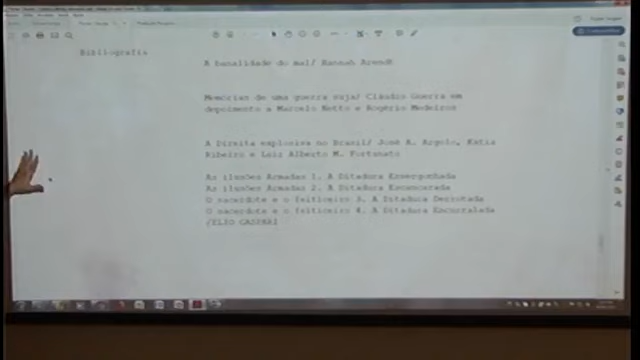 Bibliografia
A banalidade do mal/ Hannah Arendt
Memórias de uma guerra suja/ Cláudio Guerra em
depoimento a Marcelo Netto e Rogério Medeiros
A Direita explosiva no Brasil/ José A. Argolo, Kátia
Ribeiro e Luiz Alberto M. Fortunato
As ilusões Armadas 1. A Ditadura Envergonhada
As ilusões Armadas 2. A Ditadura Escancarada
O sacerdote e o feiticeiro 3. A Ditadura Derrotada
O sacerdote e o feiticeiro 4. A Ditadura Encurralada
/ELIO GASPARI